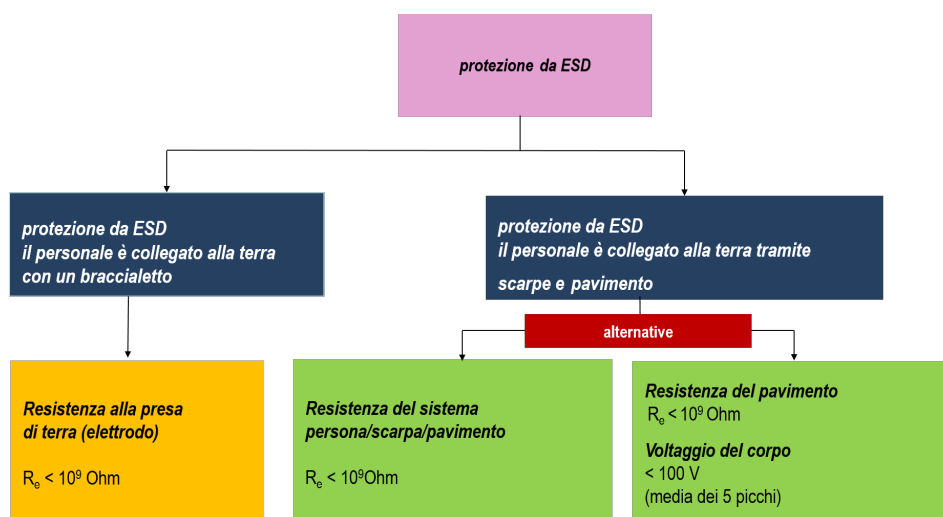 protezione da ESD
protezione da ESD
il personale è collegato alla terra
con un braccialetto
protezione da ESD
il personale è collegato alla terra tramite
scarpe e pavimento
alternative
Resistenza alla presa
di terra (elettrodo)
Rₑ < 10⁹ Ohm
Resistenza del sistema
persona/scarpa/pavimento
Rₑ < 10⁹Ohm
Resistenza del pavimento
Rₑ < 10⁹ Ohm
Voltaggio del corpo
< 100 V
(media dei 5 picchi)